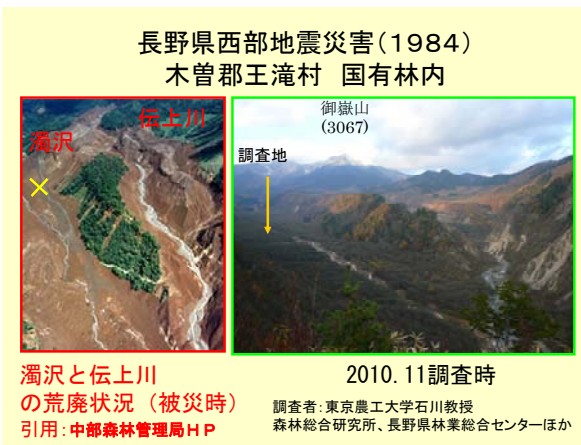 長野県西部地震災害(1984)
木曽郡王滝村 国有林内
伝上川
濁沢
御嶽山
(3067)
調査地
濁沢と伝上川
の荒廃状況(被災時)
引用:中部森林管理局HP
2010.11調査時
調査者:東京農工大学石川教授
森林総合研究所、長野県林業総合センターほか